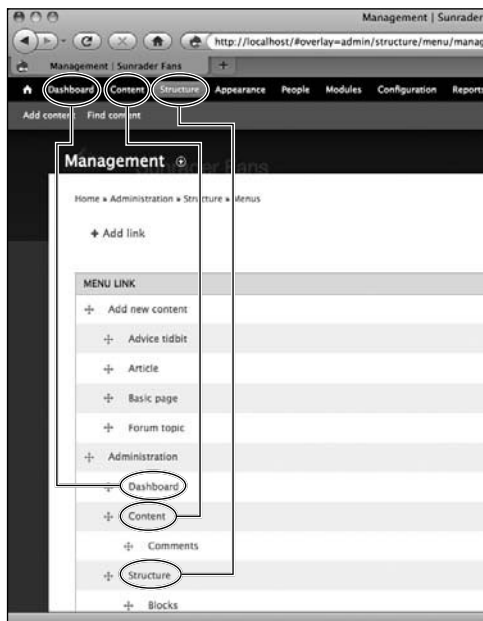 Management | Sunrader
http://localhost/#overlay=admin/structure/menu/manag
Management | Sunrader Fans
Dashboard Content Structure Appearance People Modules Configuration Reports
Add content Find content
Management
Home » Administration » Structure » Menus
+ Add link
MENU LINK
Add new content
Advice tidbit
Article
Basic page
Forum topic
Administration
Dashboard
Content
Comments
Structure
Blocks